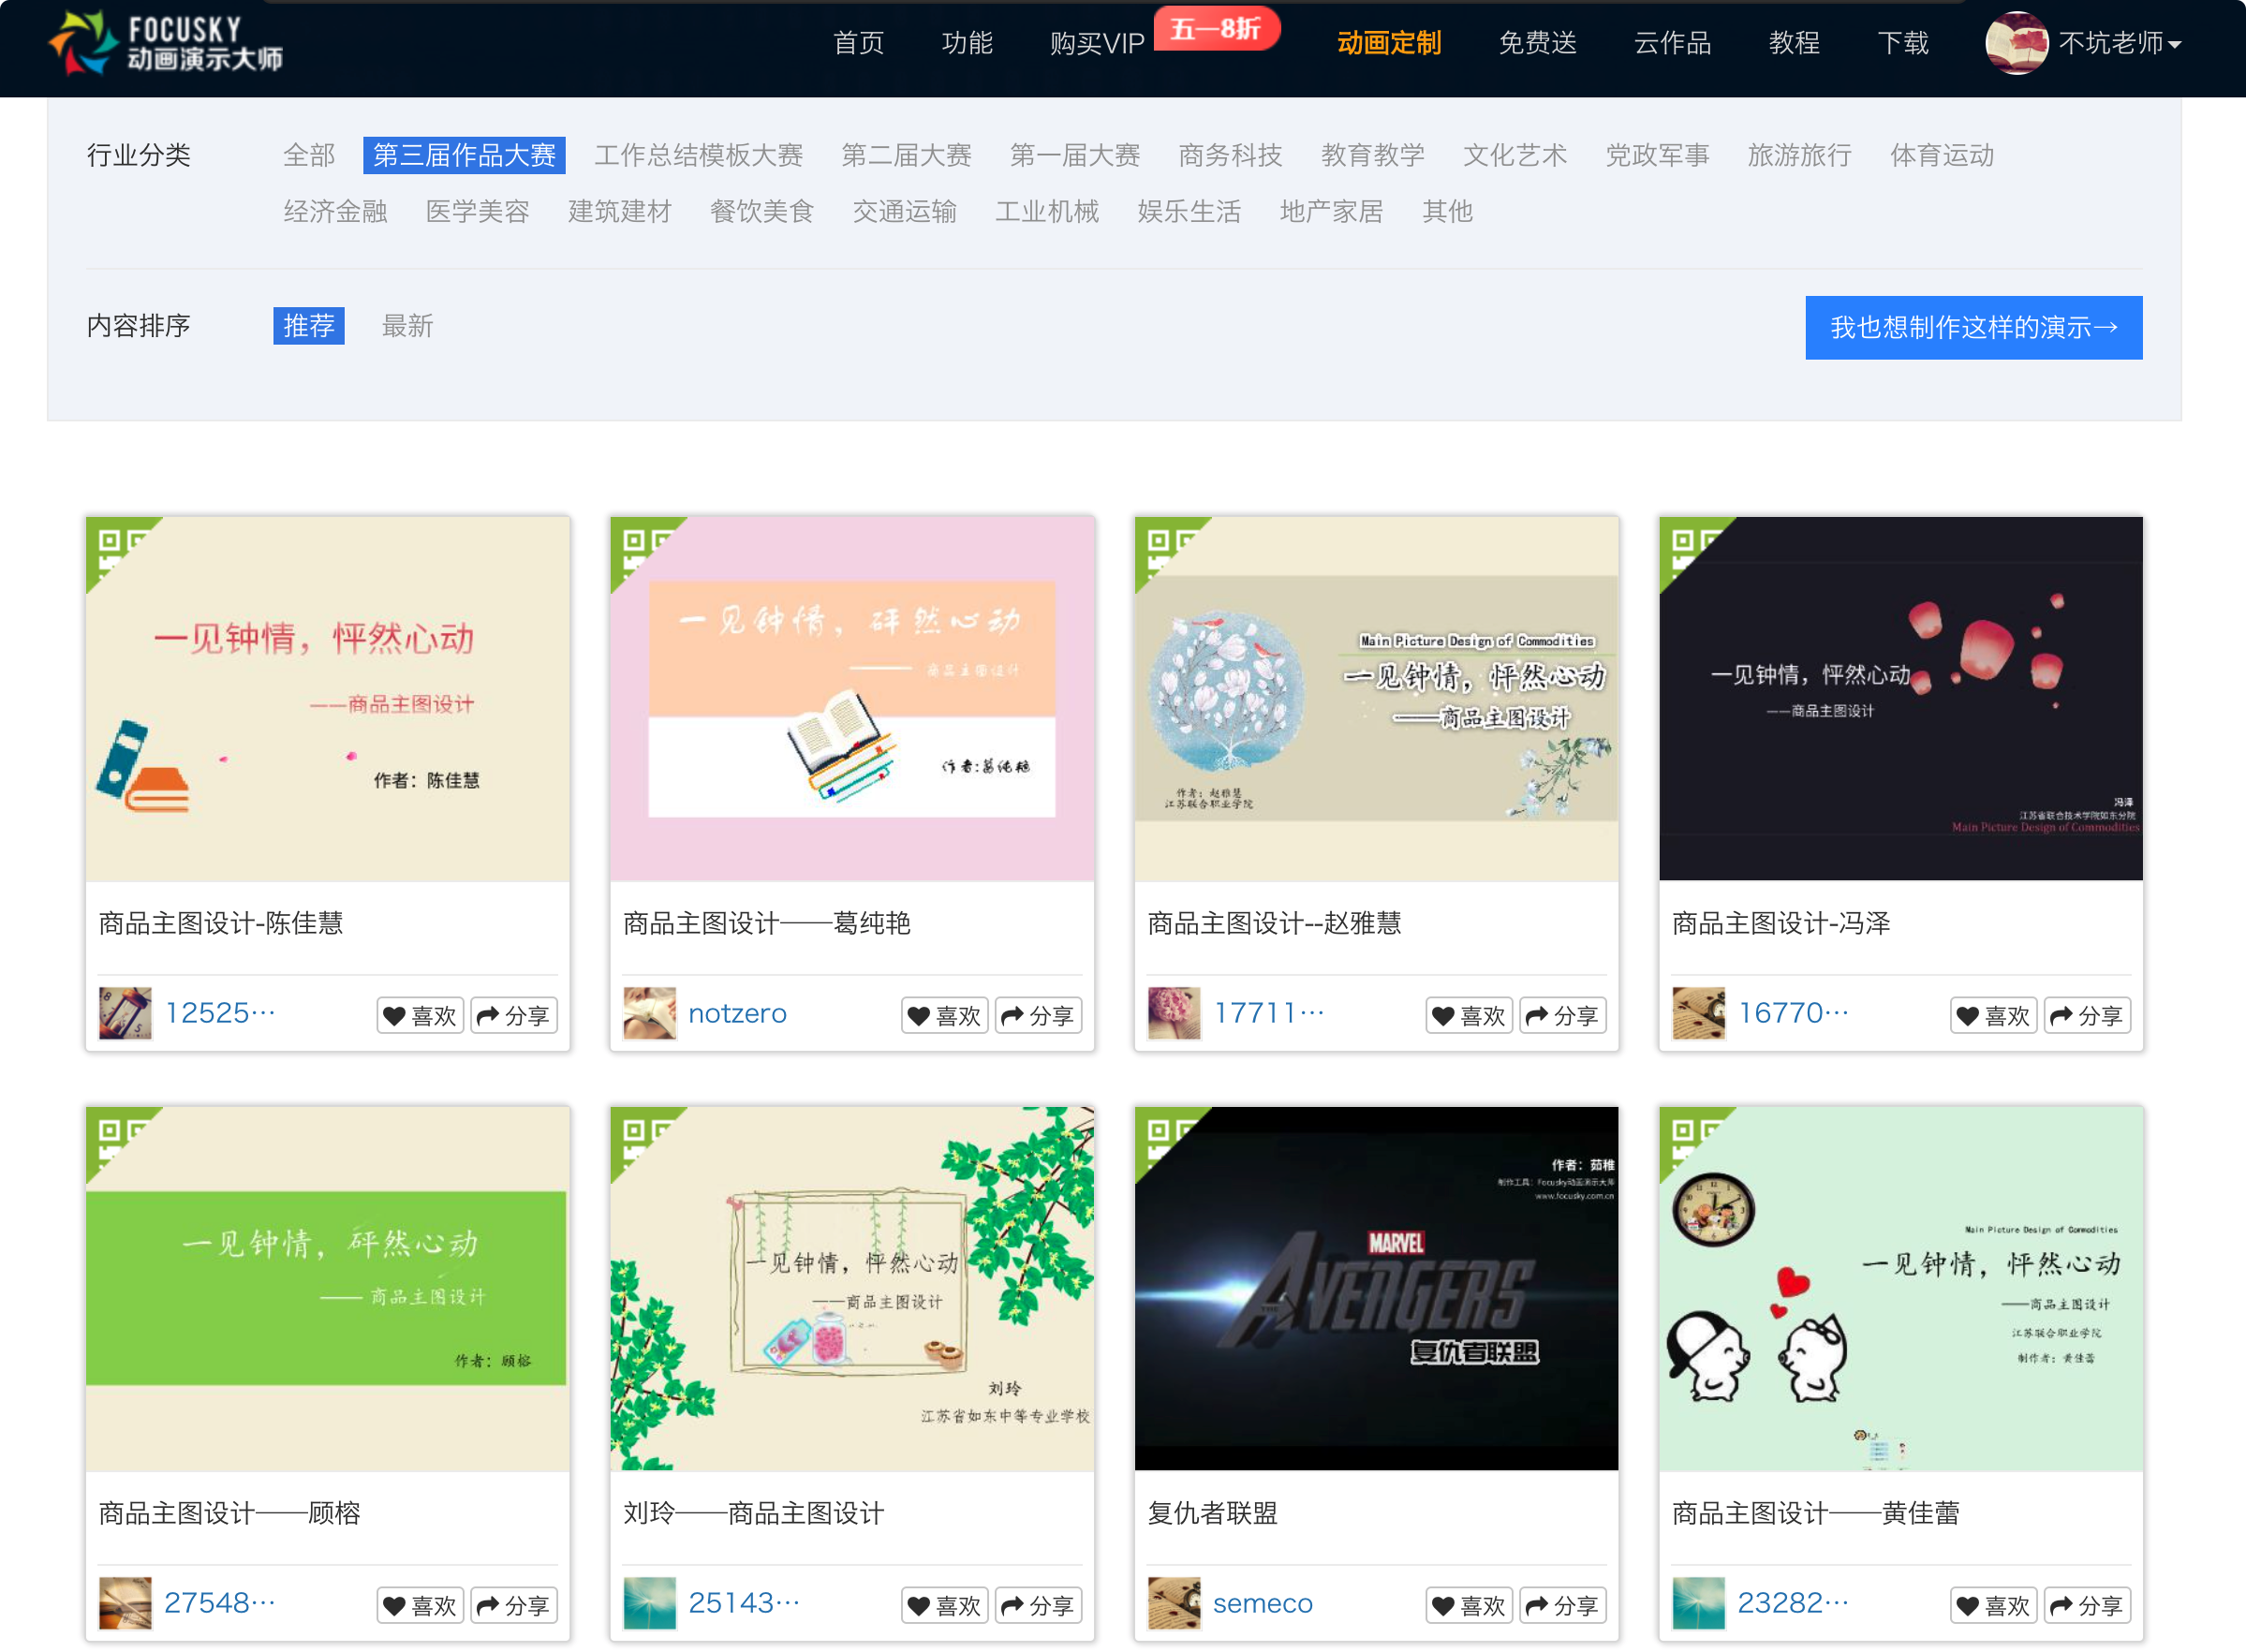 FOCUSKY
动画演示大师
首页 功能 购买VIP 五一8折 动画定制 免费送 云作品 教程 下载 不坑老师
行业分类 全部 第三届作品大赛 工作总结模板大赛 第二届大赛 第一届大赛 商务科技 教育教学 文化艺术 党政军事 旅游旅行 体育运动
经济金融 医学美容 建筑建材 餐饮美食 交通运输 工业机械 娱乐生活 地产家居 其他
内容排序 推荐 最新 我也想制作这样的演示→
一见钟情，怦然心动
——商品主图设计
作者：陈佳慧
商品主图设计-陈佳慧
12525… 喜欢 分享
一见钟情，砰然心动
——商品主图设计
作者:葛纯艳
商品主图设计——葛纯艳
notzero 喜欢 分享
Main Picture Design of Commodities
一见钟情，怦然心动
——商品主图设计
作者：赵雅慧
江苏联合职业学院
商品主图设计--赵雅慧
17711… 喜欢 分享
一见钟情，怦然心动
——商品主图设计
冯泽
江苏省联合技术学院如东分院
Main Picture Design of Commodities
商品主图设计-冯泽
16770… 喜欢 分享
一见钟情，砰然心动
——商品主图设计
作者：顾榕
商品主图设计——顾榕
27548… 喜欢 分享
一见钟情，怦然心动
——商品主图设计
刘玲
江苏省如东中等专业学校
刘玲——商品主图设计
25143… 喜欢 分享
作者：茹稚
制作工具：Focusky动画演示大师
www.focusky.com.cn
MARVEL
THE AVENGERS
复仇者联盟
复仇者联盟
semeco 喜欢 分享
Main Picture Design of Commodities
一见钟情，怦然心动
——商品主图设计
江苏联合职业学院
制作者：黄佳蕾
商品主图设计——黄佳蕾
23282… 喜欢 分享